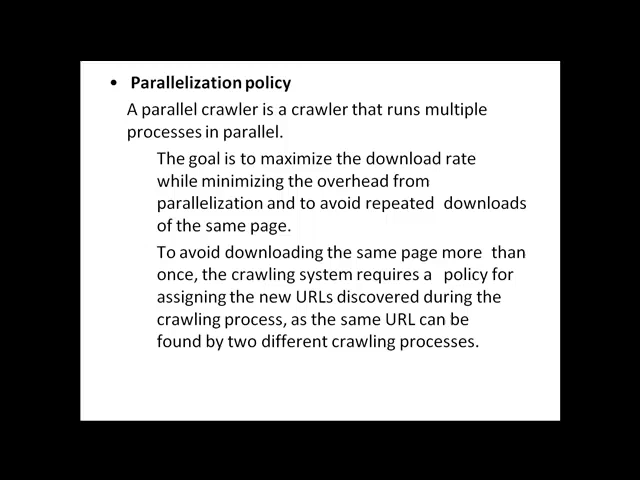 • Parallelization policy
A parallel crawler is a crawler that runs multiple
processes in parallel.
The goal is to maximize the download rate
while minimizing the overhead from
parallelization and to avoid repeated downloads
of the same page.
To avoid downloading the same page more than
once, the crawling system requires a policy for
assigning the new URLs discovered during the
crawling process, as the same URL can be
found by two different crawling processes.